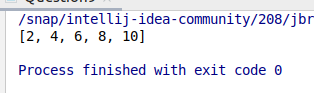 /snap/intellij-idea-community/208/jbr
[2, 4, 6, 8, 10]
Process finished with exit code 0